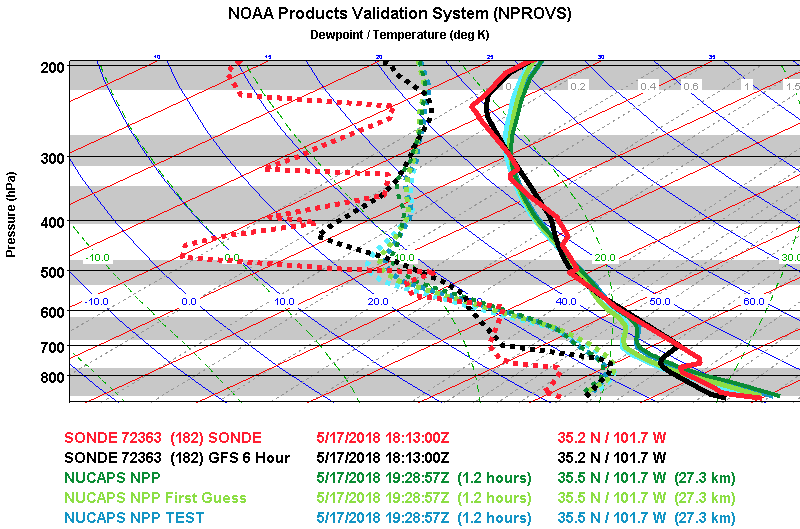 NOAA Products Validation System (NPROVS)
Dewpoint / Temperature (deg K)
200
0.2 0.4 0.6 1 1.5
300
Pressure (hPa)
400
-10.0 0.0 10.0 20.0 30.0
500
-10.0 0.0 10.0 20.0 40.0 50.0 60.0
600
700
800
SONDE 72363 (182) SONDE 5/17/2018 18:13:00Z 35.2 N / 101.7 W
SONDE 72363 (182) GFS 6 Hour 5/17/2018 18:13:00Z 35.2 N / 101.7 W
NUCAPS NPP 5/17/2018 19:28:57Z (1.2 hours) 35.5 N / 101.7 W (27.3 km)
NUCAPS NPP First Guess 5/17/2018 19:28:57Z (1.2 hours) 35.5 N / 101.7 W (27.3 km)
NUCAPS NPP TEST 5/17/2018 19:28:57Z (1.2 hours) 35.5 N / 101.7 W (27.3 km)